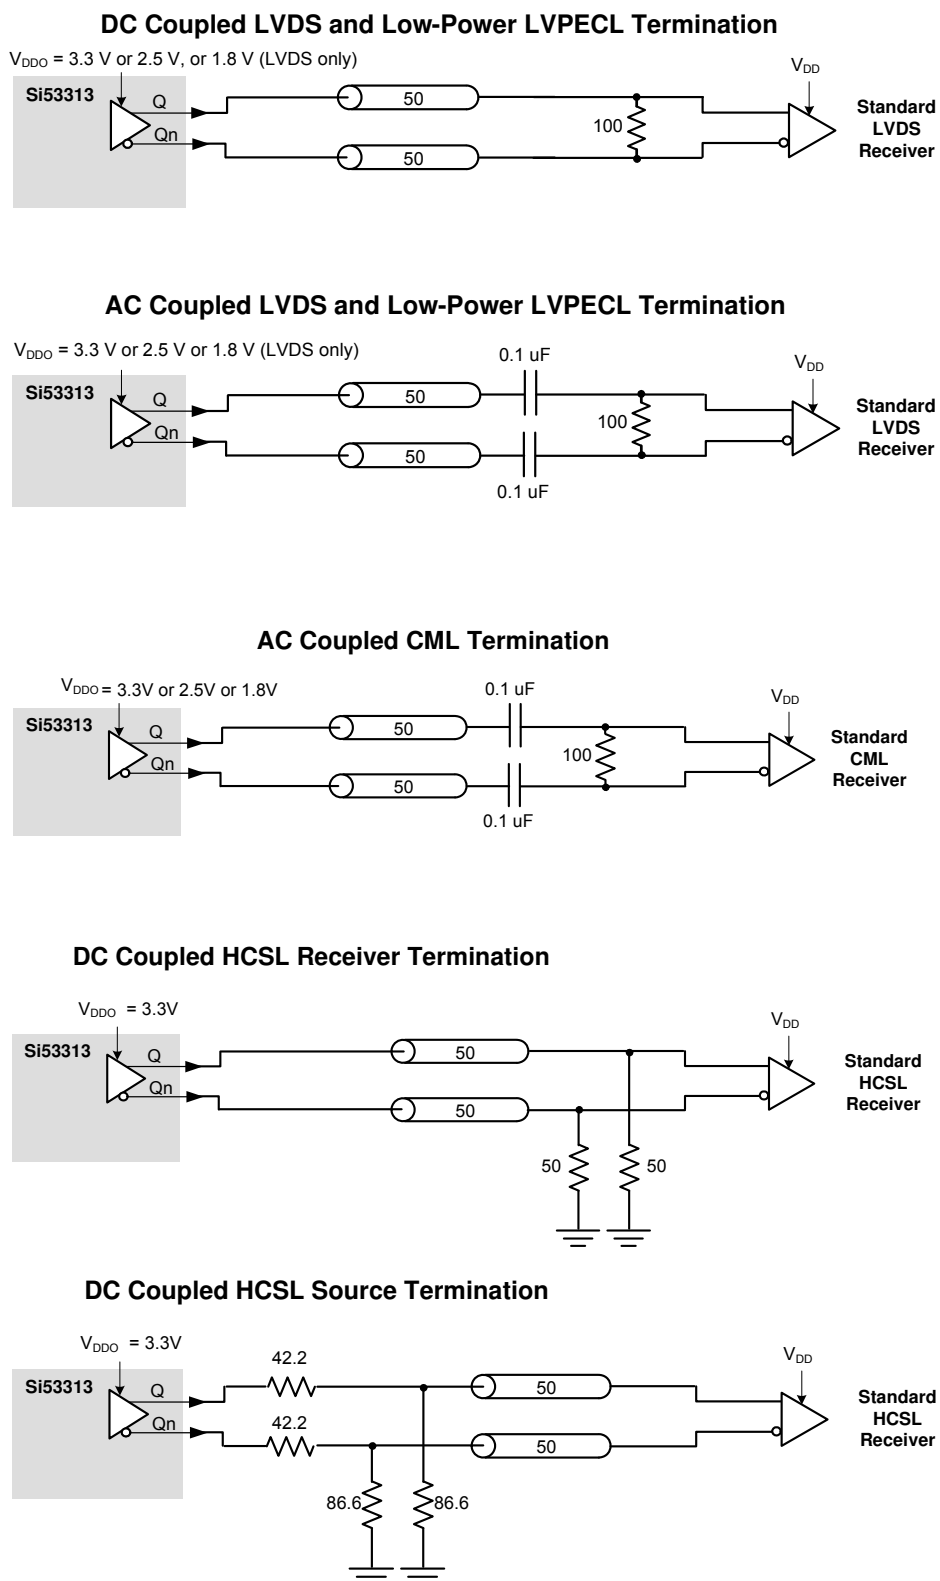 DC Coupled LVDS and Low-Power LVPECL Termination
VDDO = 3.3 V or 2.5 V, or 1.8 V (LVDS only)
VDD
Si53313
Q
50
Standard
LVDS
Receiver
100
Qn
50
AC Coupled LVDS and Low-Power LVPECL Termination
VDDO = 3.3 V or 2.5 V or 1.8 V (LVDS only)
0.1 uF
VDD
Si53313
Q
50
Standard
LVDS
Receiver
100
Qn
50
0.1 uF
AC Coupled CML Termination
VDDO = 3.3V or 2.5V or 1.8V
0.1 uF
VDD
Si53313
Q
50
Standard
CML
Receiver
100
Qn
50
0.1 uF
DC Coupled HCSL Receiver Termination
VDDO = 3.3V
VDD
Si53313
Q
50
Standard
HCSL
Receiver
Qn
50
50
50
DC Coupled HCSL Source Termination
VDDO = 3.3V
42.2
VDD
Si53313
Q
50
Standard
HCSL
Receiver
42.2
Qn
50
86.6
86.6